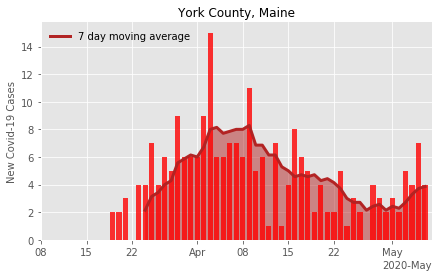 York County, Maine
7 day moving average
New Covid-19 Cases
14
12
10
8
6
4
2
0
08 15 22 Apr 08 15 22 May
2020-May